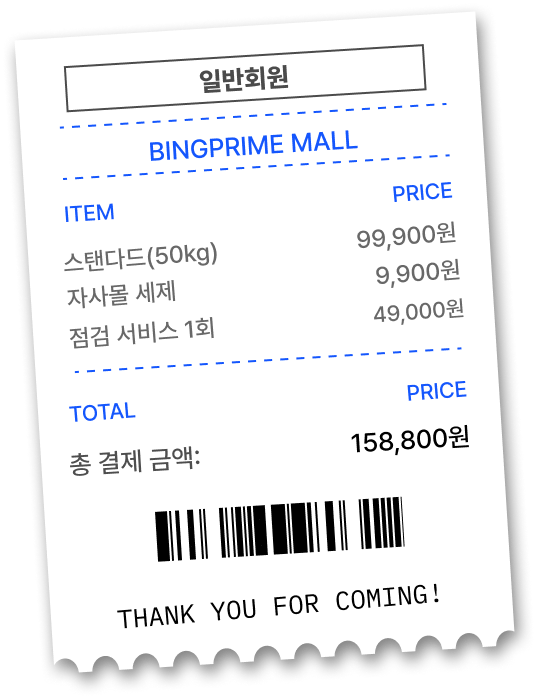 일반회원
BINGPRIME MALL
ITEM PRICE
스탠다드(50kg) 99,900원
자사몰 세제 9,900원
점검 서비스 1회 49,000원
TOTAL PRICE
총 결제 금액: 158,800원
THANK YOU FOR COMING!